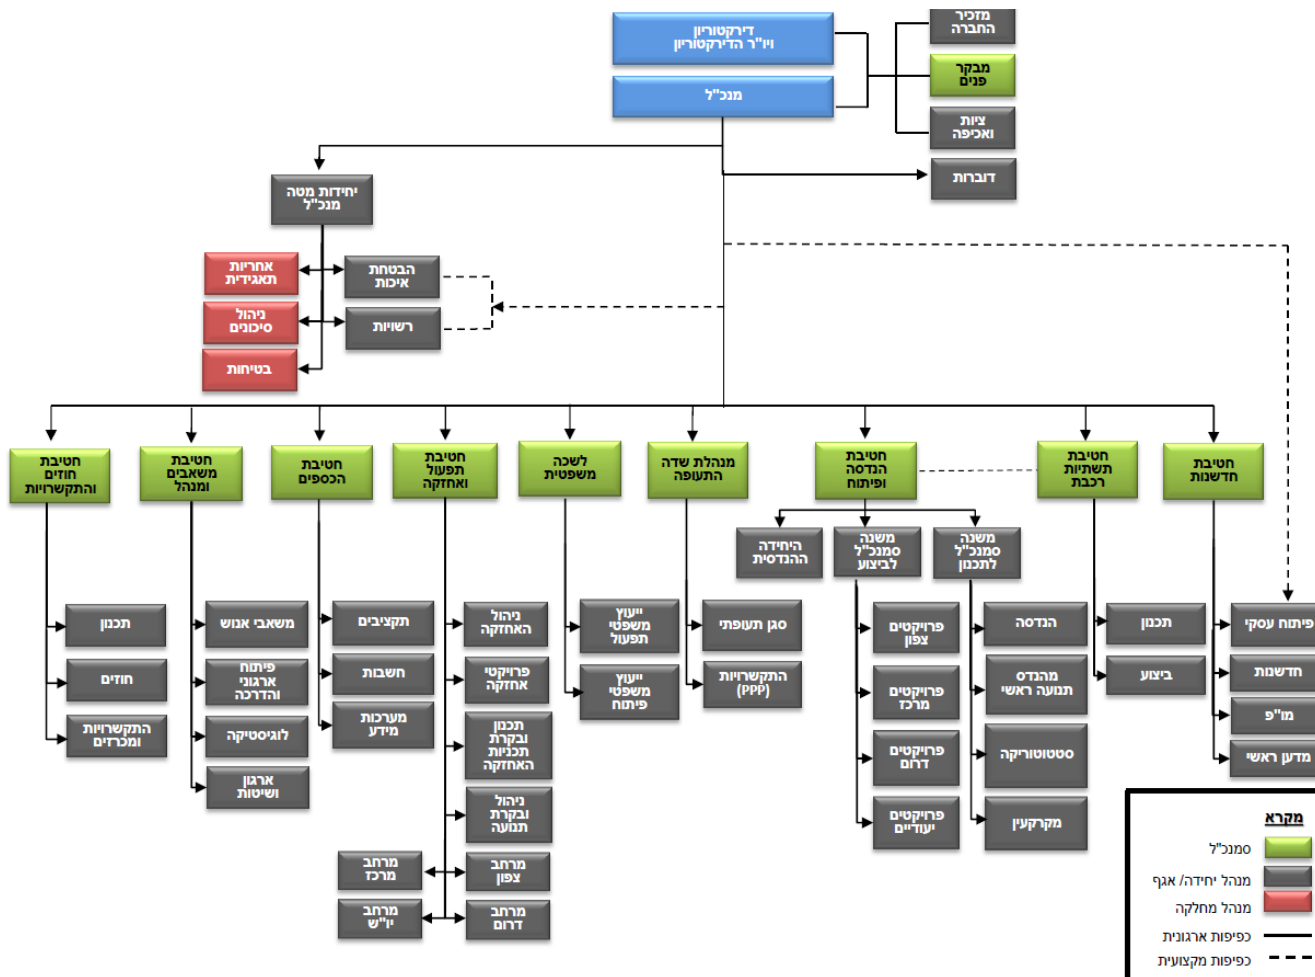 מזכיר
החברה
דירקטוריון
ויו"ר הדירקטוריון
מבקר
פנים
מנכ"ל
ציות
ואכיפה
דוברות
יחידות מטה
מנכ"ל
אחריות
תאגידית
הבטחת
איכות
ניהול
סיכונים
רשויות
בטיחות
חטיבת
חדשנות
חטיבת
תשתיות
רכבת
חטיבת
הנדסה
ופיתוח
מנהלת שדה
התעופה
לשכה
משפטית
חטיבת
תפעול
ואחזקה
חטיבת
הכספים
חטיבת
משאבים
ומנהל
חטיבת
חוזים
והתקשרויות
משנה
סמנכ"ל
לתכנון
משנה
סמנכ"ל
לביצוע
היחידה
ההנדסית
פיתוח עסקי
חדשנות
מו"פ
מדען ראשי
תכנון
ביצוע
הנדסה
מהנדס
תנועה ראשי
סטטוטוריקה
מקרקעין
פרויקטים
צפון
פרויקטים
מרכז
פרויקטים
דרום
פרויקטים
יעודיים
סגן תעופתי
התקשרויות
(PPP)
ייעוץ
משפטי
תפעול
ייעוץ
משפטי
פיתוח
ניהול
האחזקה
פרויקטי
אחזקה
תכנון
ובקרת
תכניות
האחזקה
ניהול
ובקרת
תנועה
מרחב
צפון
מרחב
מרכז
מרחב
דרום
מרחב
יו"ש
תקציבים
חשבות
מערכות
מידע
משאבי אנוש
פיתוח
ארגוני
והדרכה
לוגיסטיקה
ארגון
ושיטות
תכנון
חוזים
התקשרויות
ומכרזים
מקרא
סמנכ"ל
מנהל יחידה/ אגף
מנהל מחלקה
כפיפות ארגונית
כפיפות מקצועית